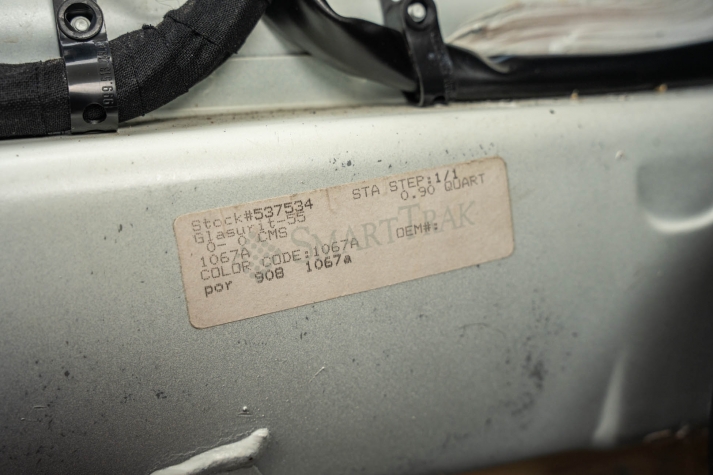 Stock#537534 STA STEP:1/1
Glasurit-55 0.90 QUART
0- 0 CMS
SMARTTRAK
1067A OEM#:
COLOR CODE:1067A
por 908 1067a